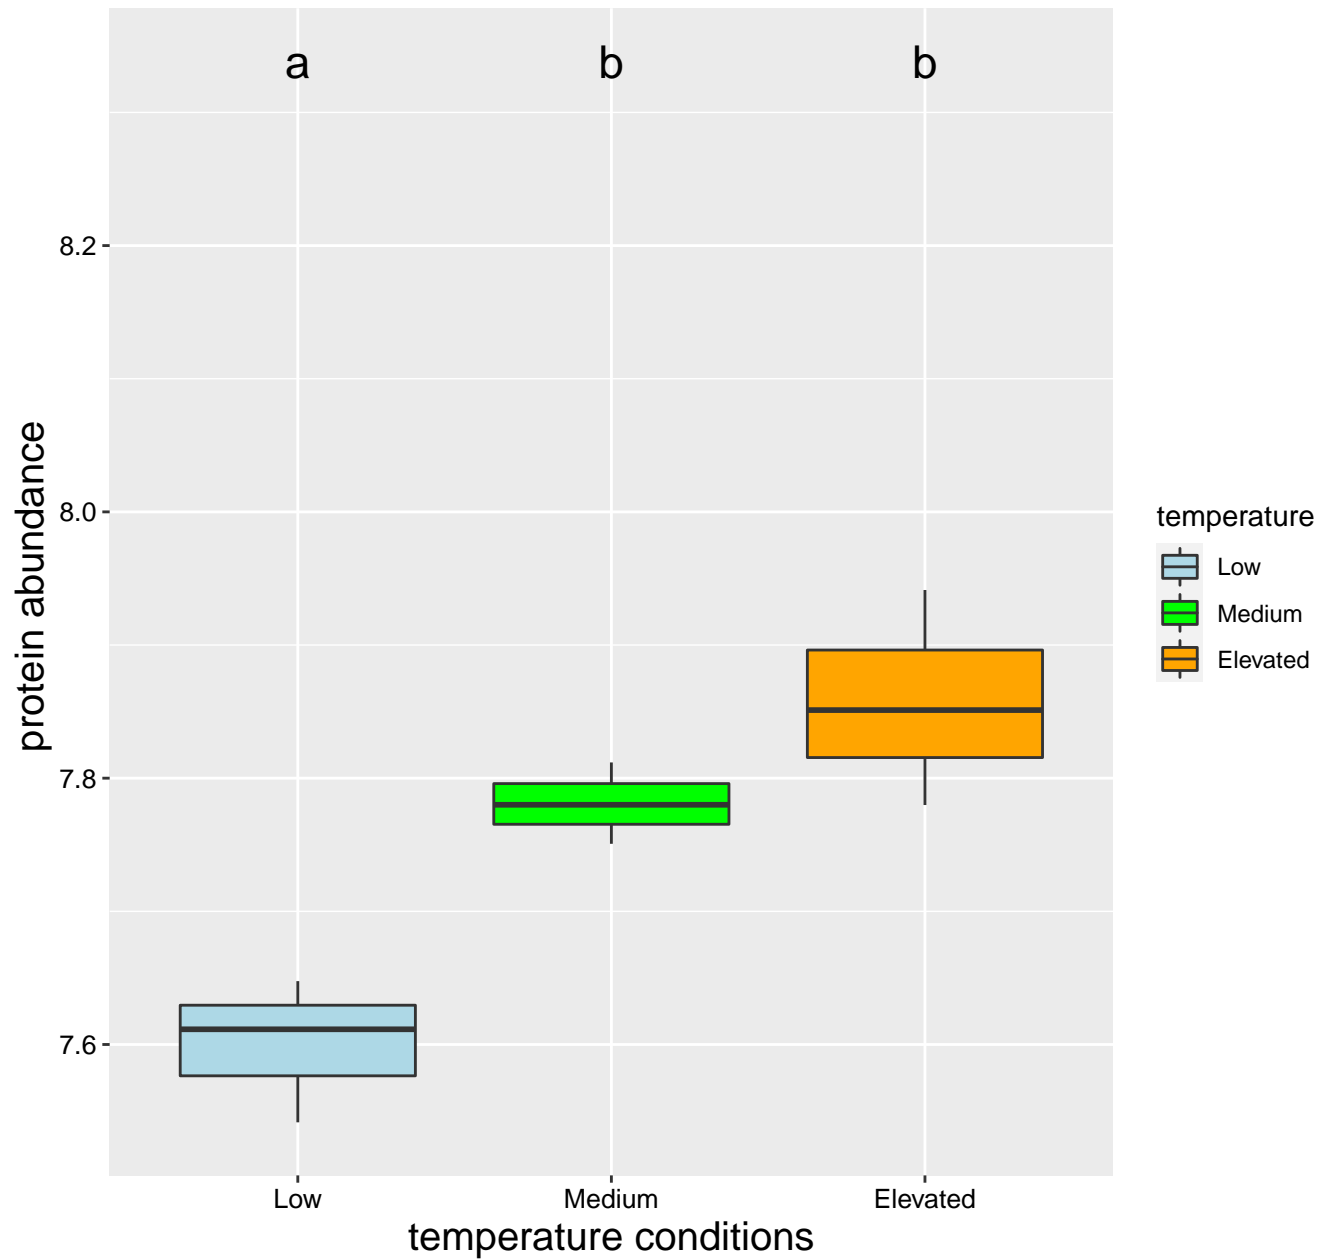 a b b
8.2
8.0
7.8
7.6
protein abundance
Low Medium Elevated
temperature conditions
temperature
Low
Medium
Elevated